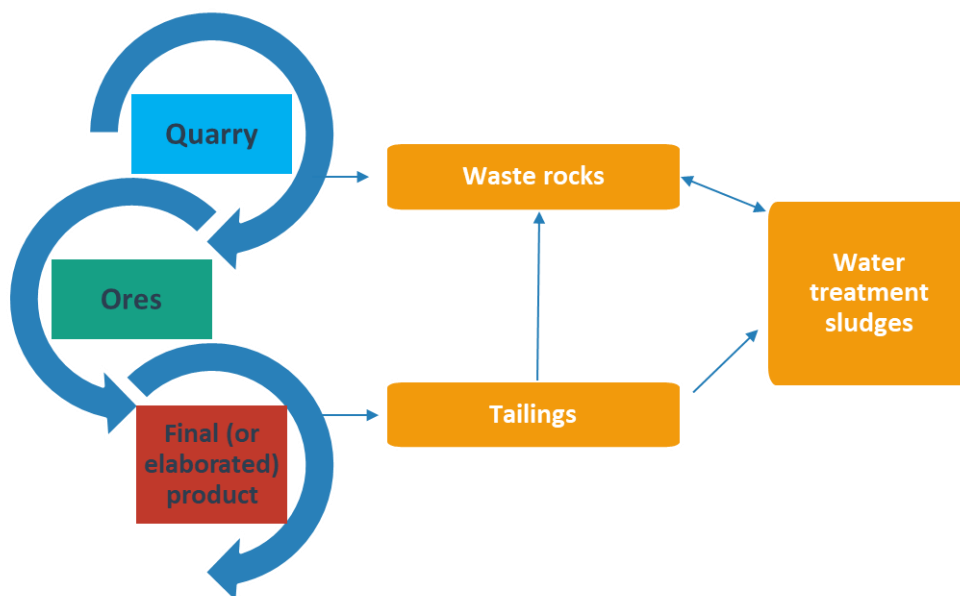 Quarry
Waste rocks
Ores
Water
treatment
sludges
Final (or
elaborated)
product
Tailings